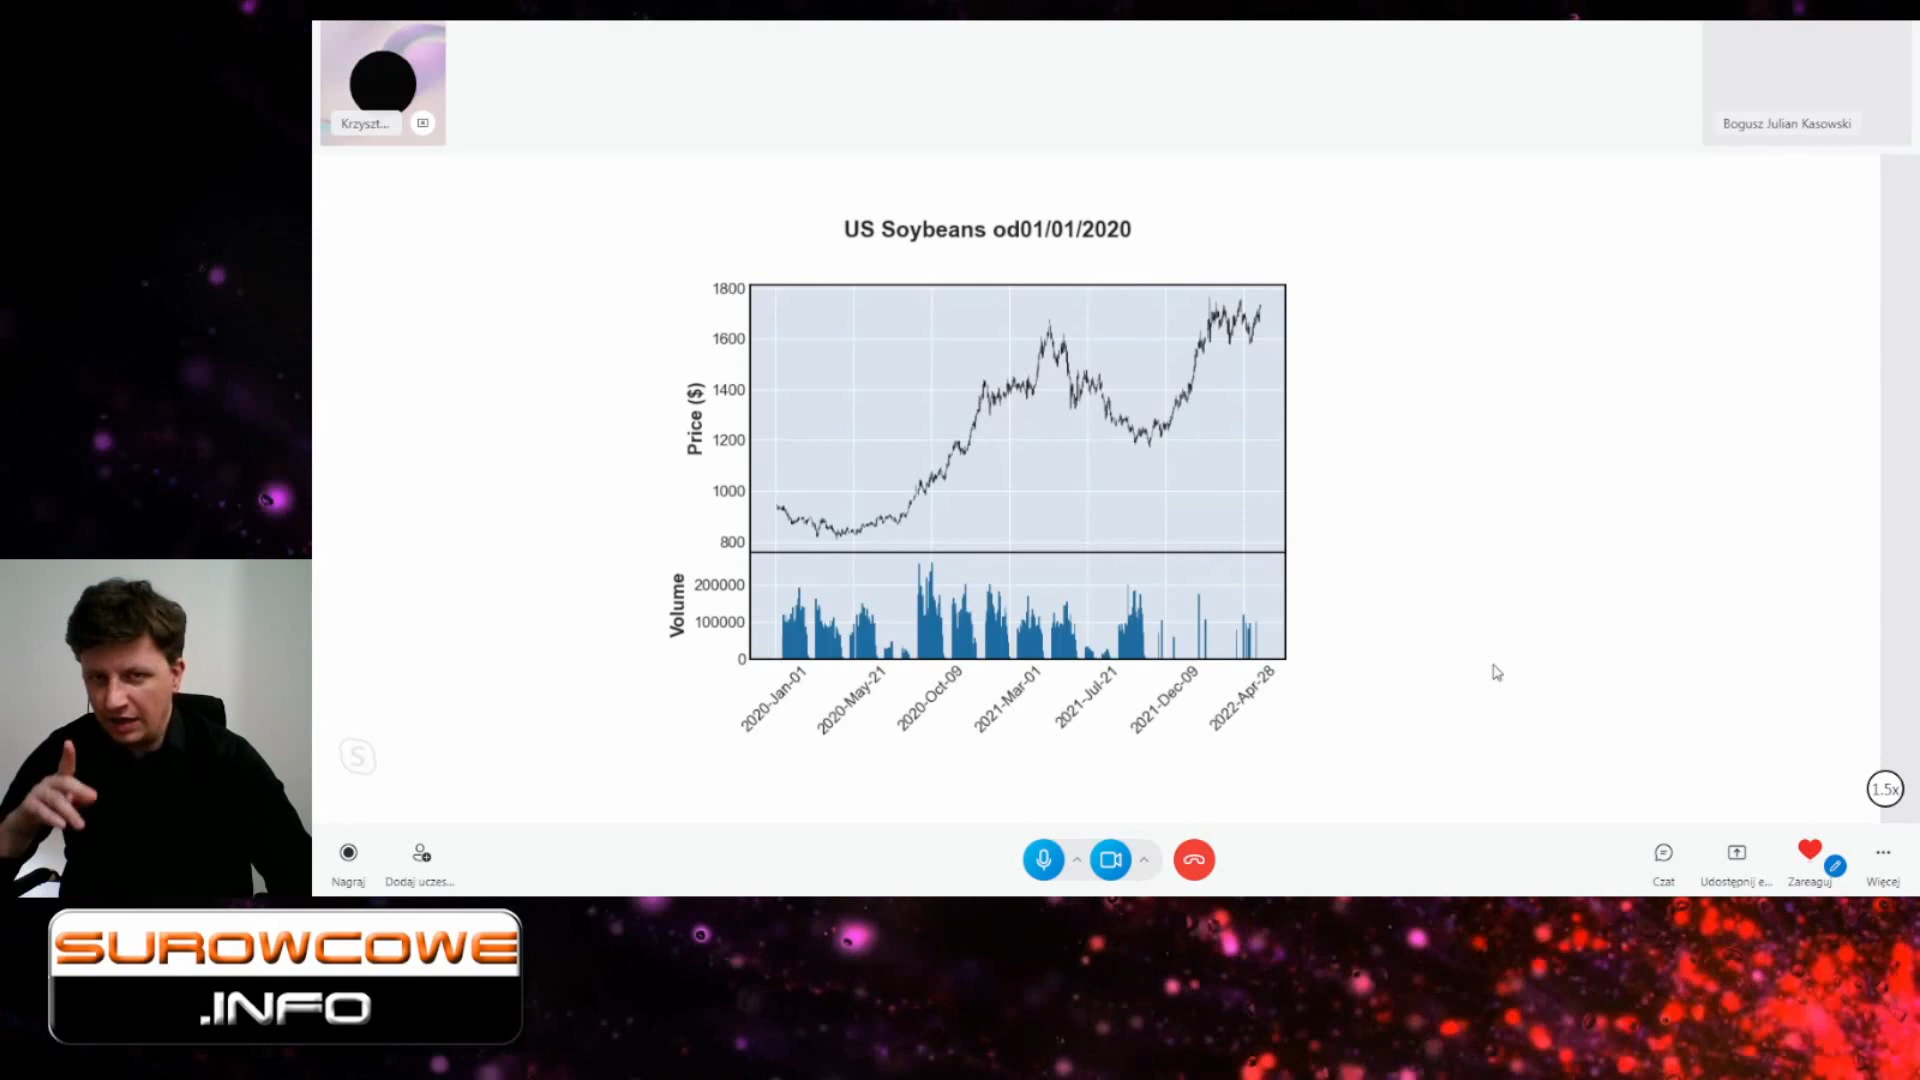 Krzyszt...
Bogusz Julian Kasowski
US Soybeans od01/01/2020
Price ($)
1800
1600
1400
1200
1000
800
Volume
200000
100000
0
2020-Jan-01
2020-May-21
2020-Oct-09
2021-Mar-01
2021-Jul-21
2021-Dec-09
2022-Apr-28
S
1.5x
Nagraj
Dodaj uczes...
Czat
Udostępnij e...
Zareaguj
Więcej
SUROWCOWE
.INFO